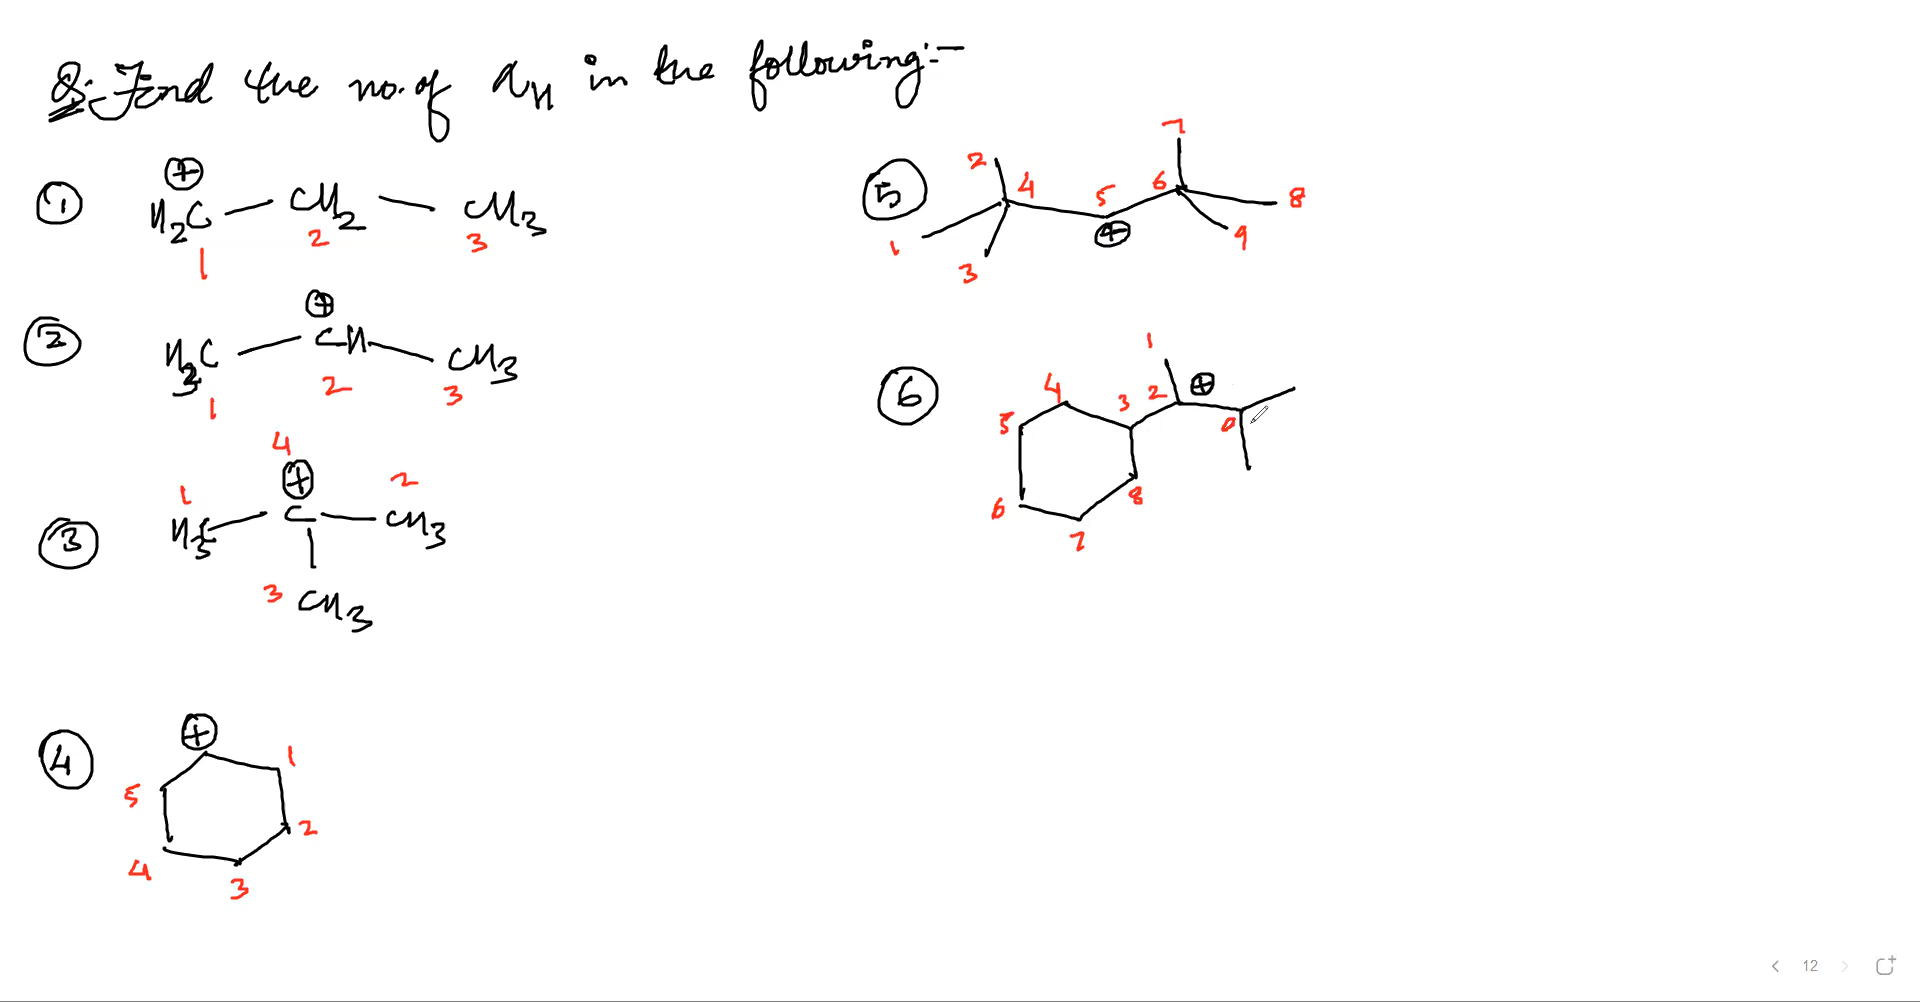 Q:- Find the no. of αH in the following:-
① H2C⊕ — CH2 — CH3
1 2 3
② H3C — CH⊕ — CH3
1 2 3
4
1 ⊕ 2
③ H3C — C — CH3
3 CH3
④ ⊕
1
5
2
4
3
⑤
7
2 4 5 6 8
1 ⊕ 9
3
⑥
1
4 3 2 ⊕
5
6 8
7
12